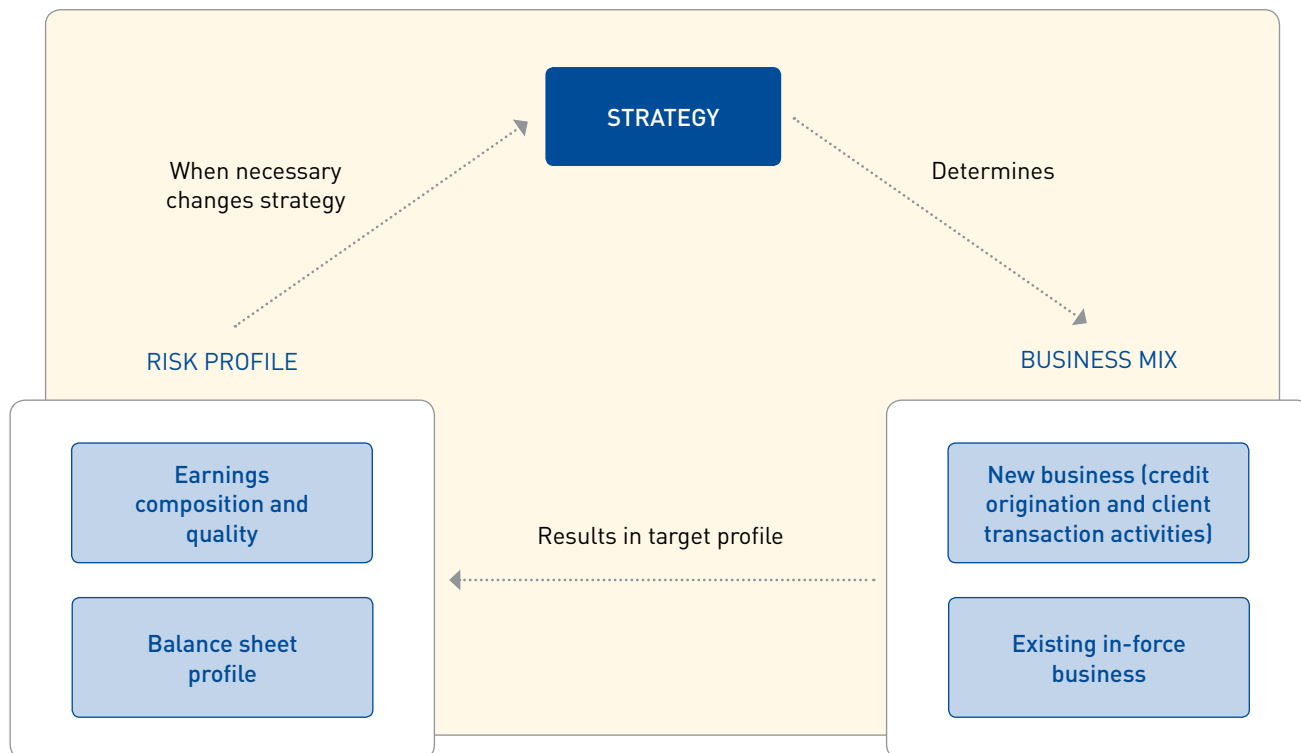 STRATEGY
When necessary
changes strategy
Determines
RISK PROFILE
BUSINESS MIX
Earnings
composition and
quality
New business (credit
origination and client
transaction activities)
Results in target profile
Balance sheet
profile
Existing in-force
business